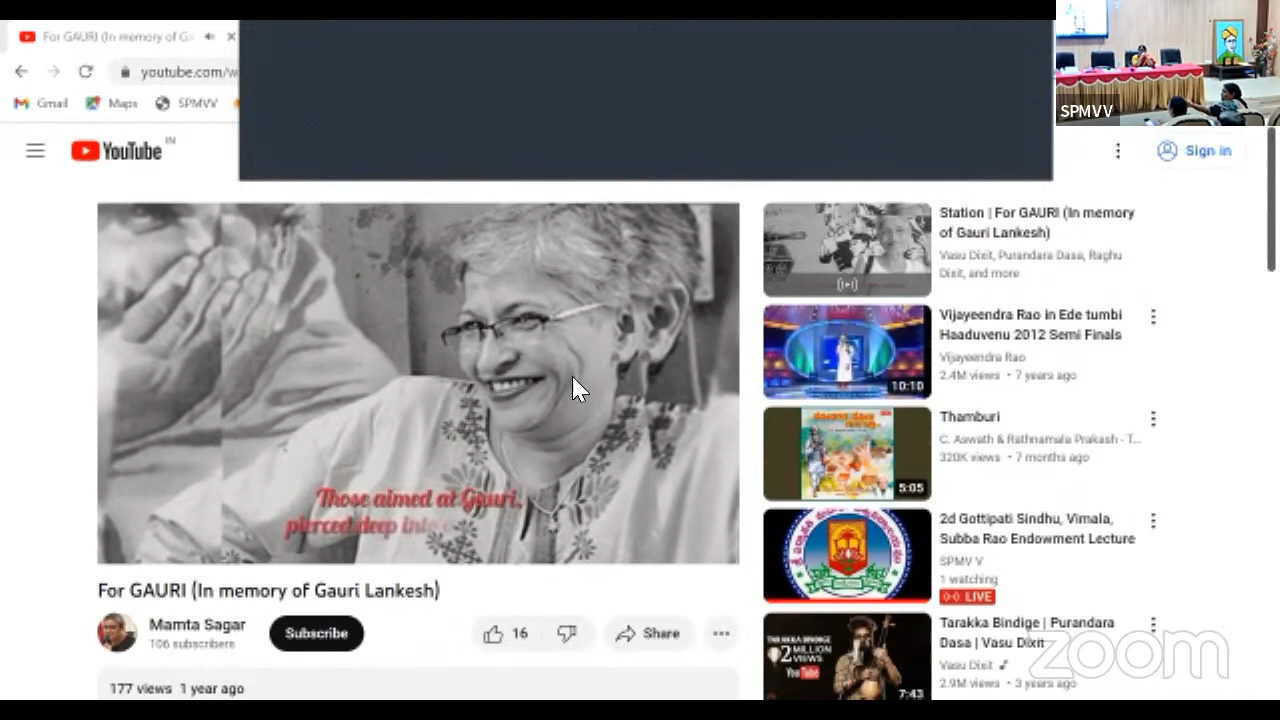 For GAURI (In memory of G
youtube.com/w
Gmail
Maps
SPMVV
SPMVV
YouTube
IN
Sign in
Those aimed at Gauri,
pierced deep
For GAURI (In memory of Gauri Lankesh)
Mamta Sagar
106 subscribers
Subscribe
16
Share
177 views 1 year ago
Station | For GAURI (In memory
of Gauri Lankesh)
Vasu Dixit, Purandara Dasa, Raghu
Dixit, and more
Vijayeendra Rao in Ede tumbi
Haaduvenu 2012 Semi Finals
Vijayeendra Rao
2.4M views • 7 years ago
10:10
Thamburi
C. Aswath & Rathnamala Prakash - T...
320K views • 7 months ago
5:05
2d Gottipati Sindhu, Vimala,
Subba Rao Endowment Lecture
SPMV V
1 watching
LIVE
Tarakka Bindige | Purandara
Dasa | Vasu Dixit
Vasu Dixit
2.9M views • 3 years ago
TARAKKA BINDIGE
2 MILLION
VIEWS
YouTube
7:43
zoom